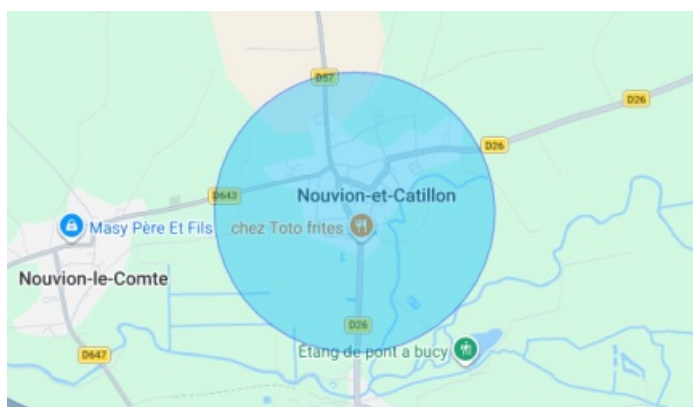 D57
D26
D26
D643
Nouvion-et-Catillon
Masy Père Et Fils
chez Toto frites
Nouvion-le-Comte
D26
D647
Étang de pont a bucy